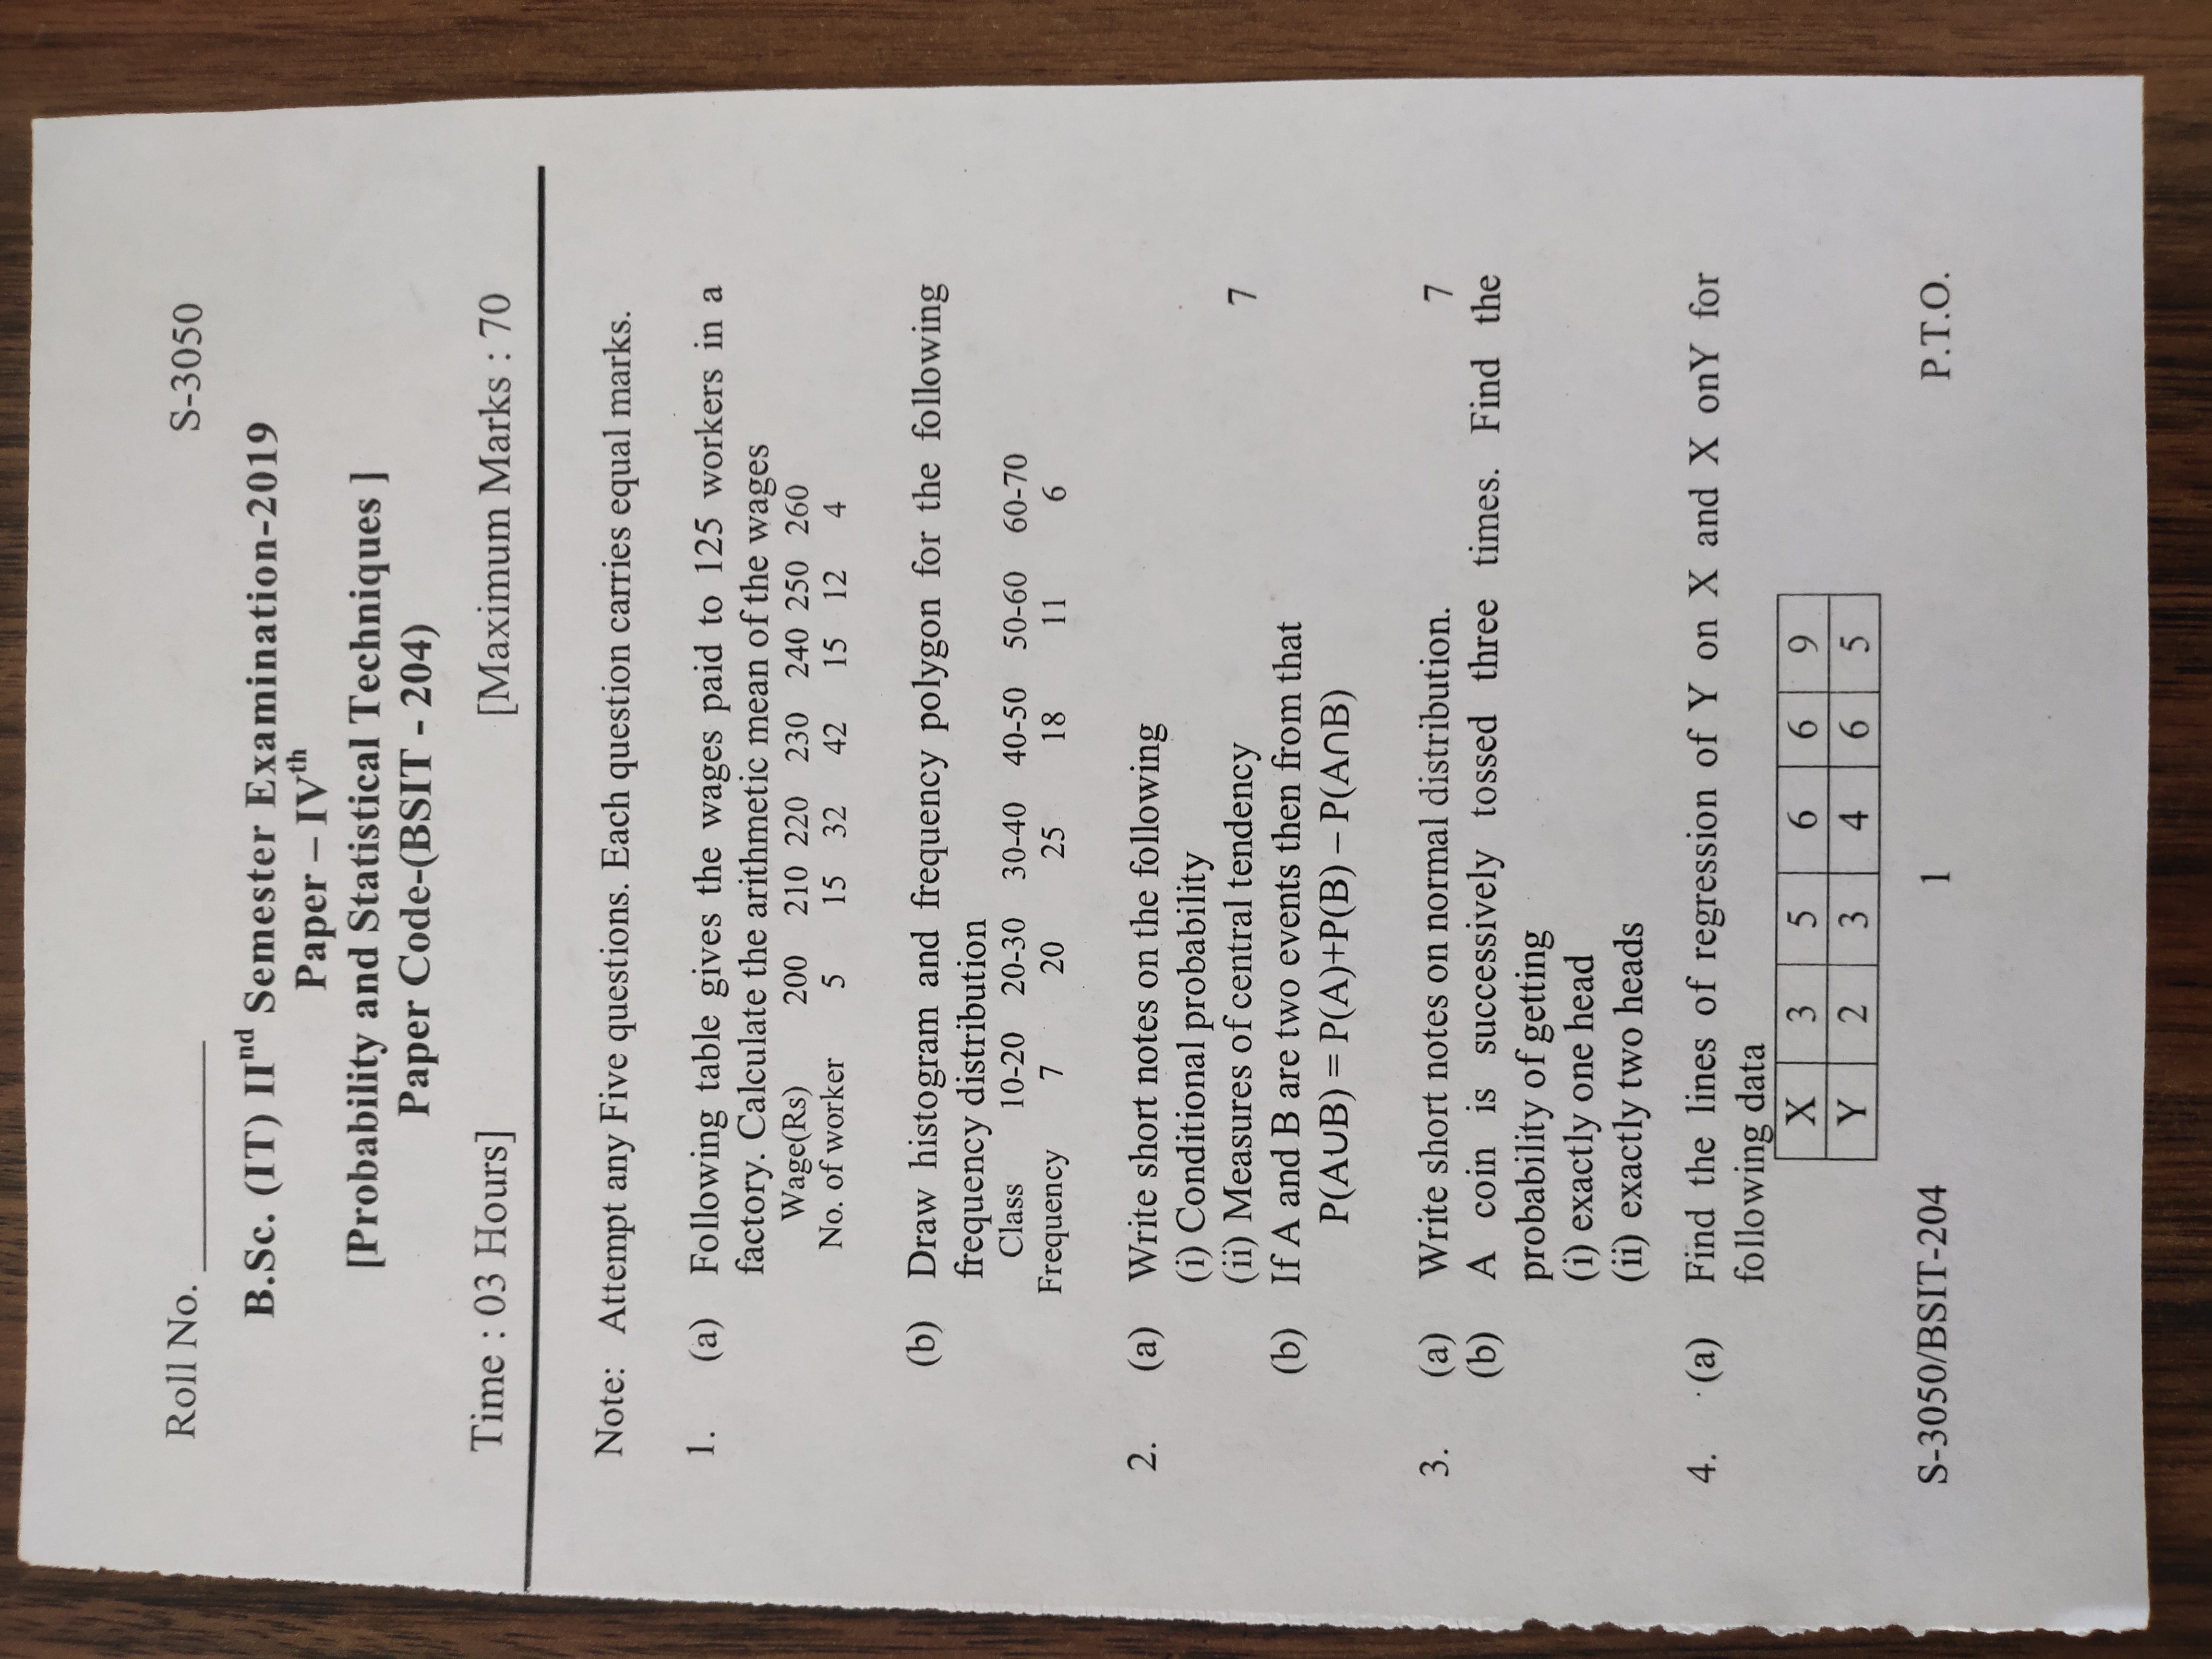 Roll No. __________ S-3050
B.Sc. (IT) IInd Semester Examination-2019
Paper – IVth
[Probability and Statistical Techniques ]
Paper Code-(BSIT - 204)
Time : 03 Hours] [Maximum Marks : 70
Note: Attempt any Five questions. Each question carries equal marks.
1. (a) Following table gives the wages paid to 125 workers in a
factory. Calculate the arithmetic mean of the wages
Wage(Rs) 200 210 220 230 240 250 260
No. of worker 5 15 32 42 15 12 4
(b) Draw histogram and frequency polygon for the following
frequency distribution
Class 10-20 20-30 30-40 40-50 50-60 60-70
Frequency 7 20 25 18 11 6
2. (a) Write short notes on the following
(i) Conditional probability
(ii) Measures of central tendency 7
(b) If A and B are two events then from that
P(A∪B) = P(A)+P(B) – P(A∩B)
3. (a) Write short notes on normal distribution. 7
(b) A coin is successively tossed three times. Find the
probability of getting
(i) exactly one head
(ii) exactly two heads
4. (a) Find the lines of regression of Y on X and X onY for
following data
X 3 5 6 6 9
Y 2 3 4 6 5
S-3050/BSIT-204 1 P.T.O.